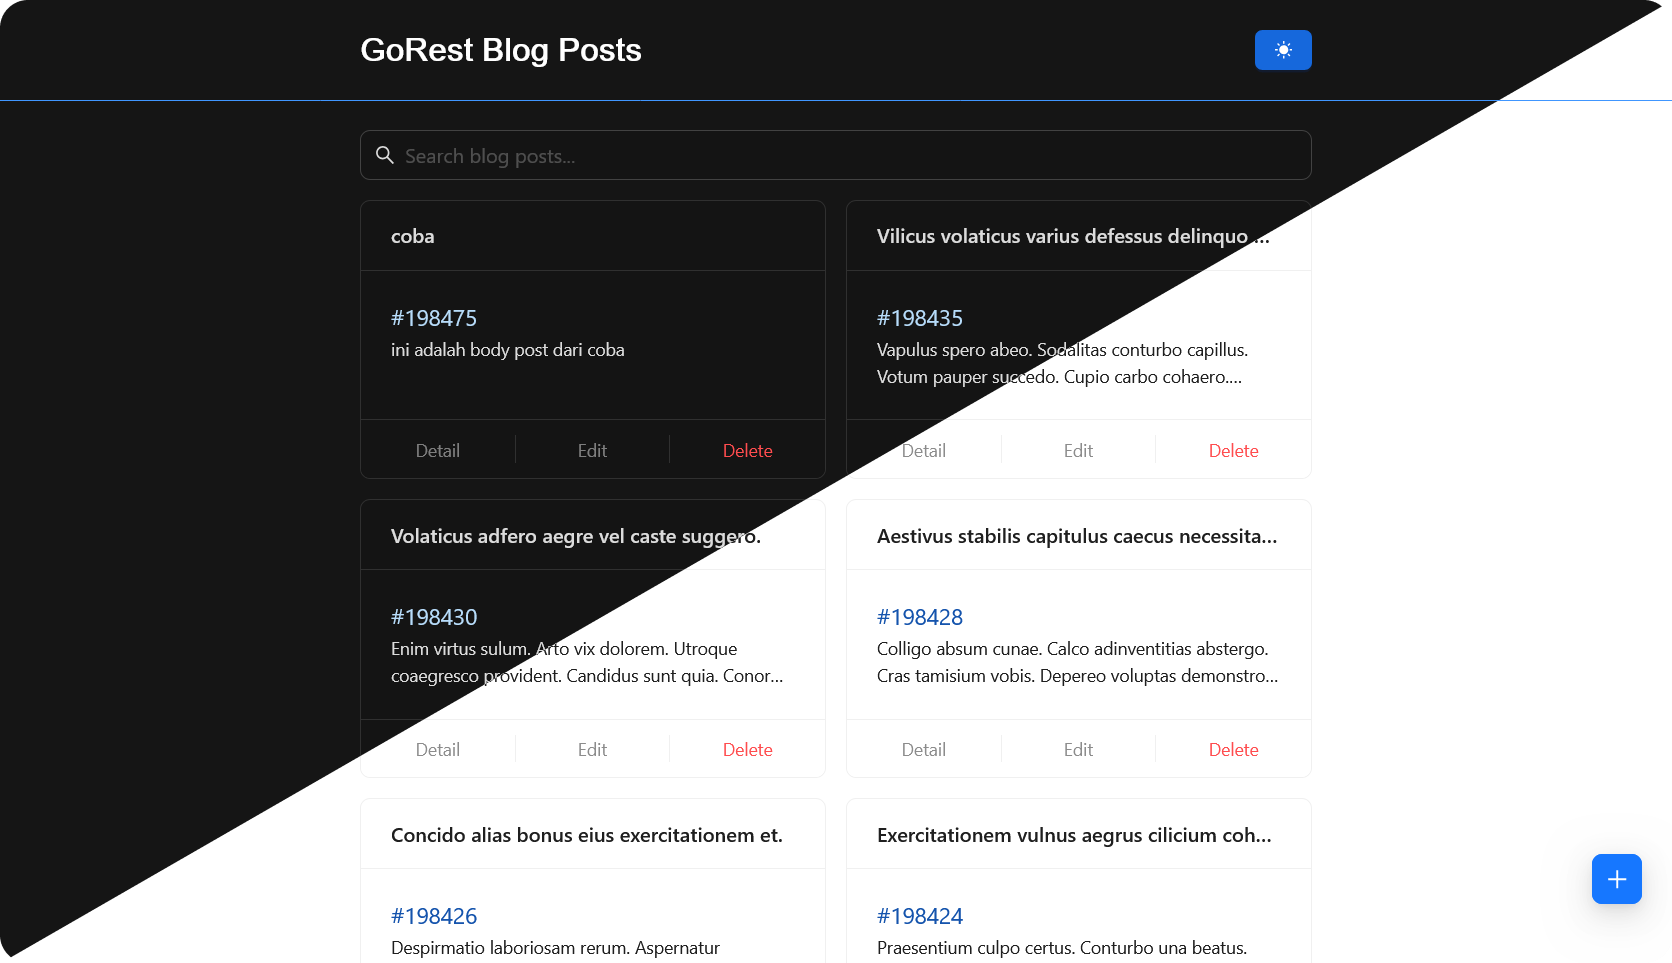 GoRest Blog Posts
Search blog posts...
coba
#198475
ini adalah body post dari coba
Detail Edit Delete
Vilicus volaticus varius defessus delinquo ...
#198435
Vapulus spero abeo. Sodalitas conturbo capillus.
Votum pauper succedo. Cupio carbo cohaero....
Detail Edit Delete
Volaticus adfero aegre vel caste suggero.
#198430
Enim virtus sulum. Arto vix dolorem. Utroque
coaegresco provident. Candidus sunt quia. Conor...
Detail Edit Delete
Aestivus stabilis capitulus caecus necessita...
#198428
Colligo absum cunae. Calco adinventitias abstergo.
Cras tamisium vobis. Depereo voluptas demonstro...
Detail Edit Delete
Concido alias bonus eius exercitationem et.
#198426
Despirmatio laboriosam rerum. Aspernatur
Exercitationem vulnus aegrus cilicium coh...
#198424
Praesentium culpo certus. Conturbo una beatus.